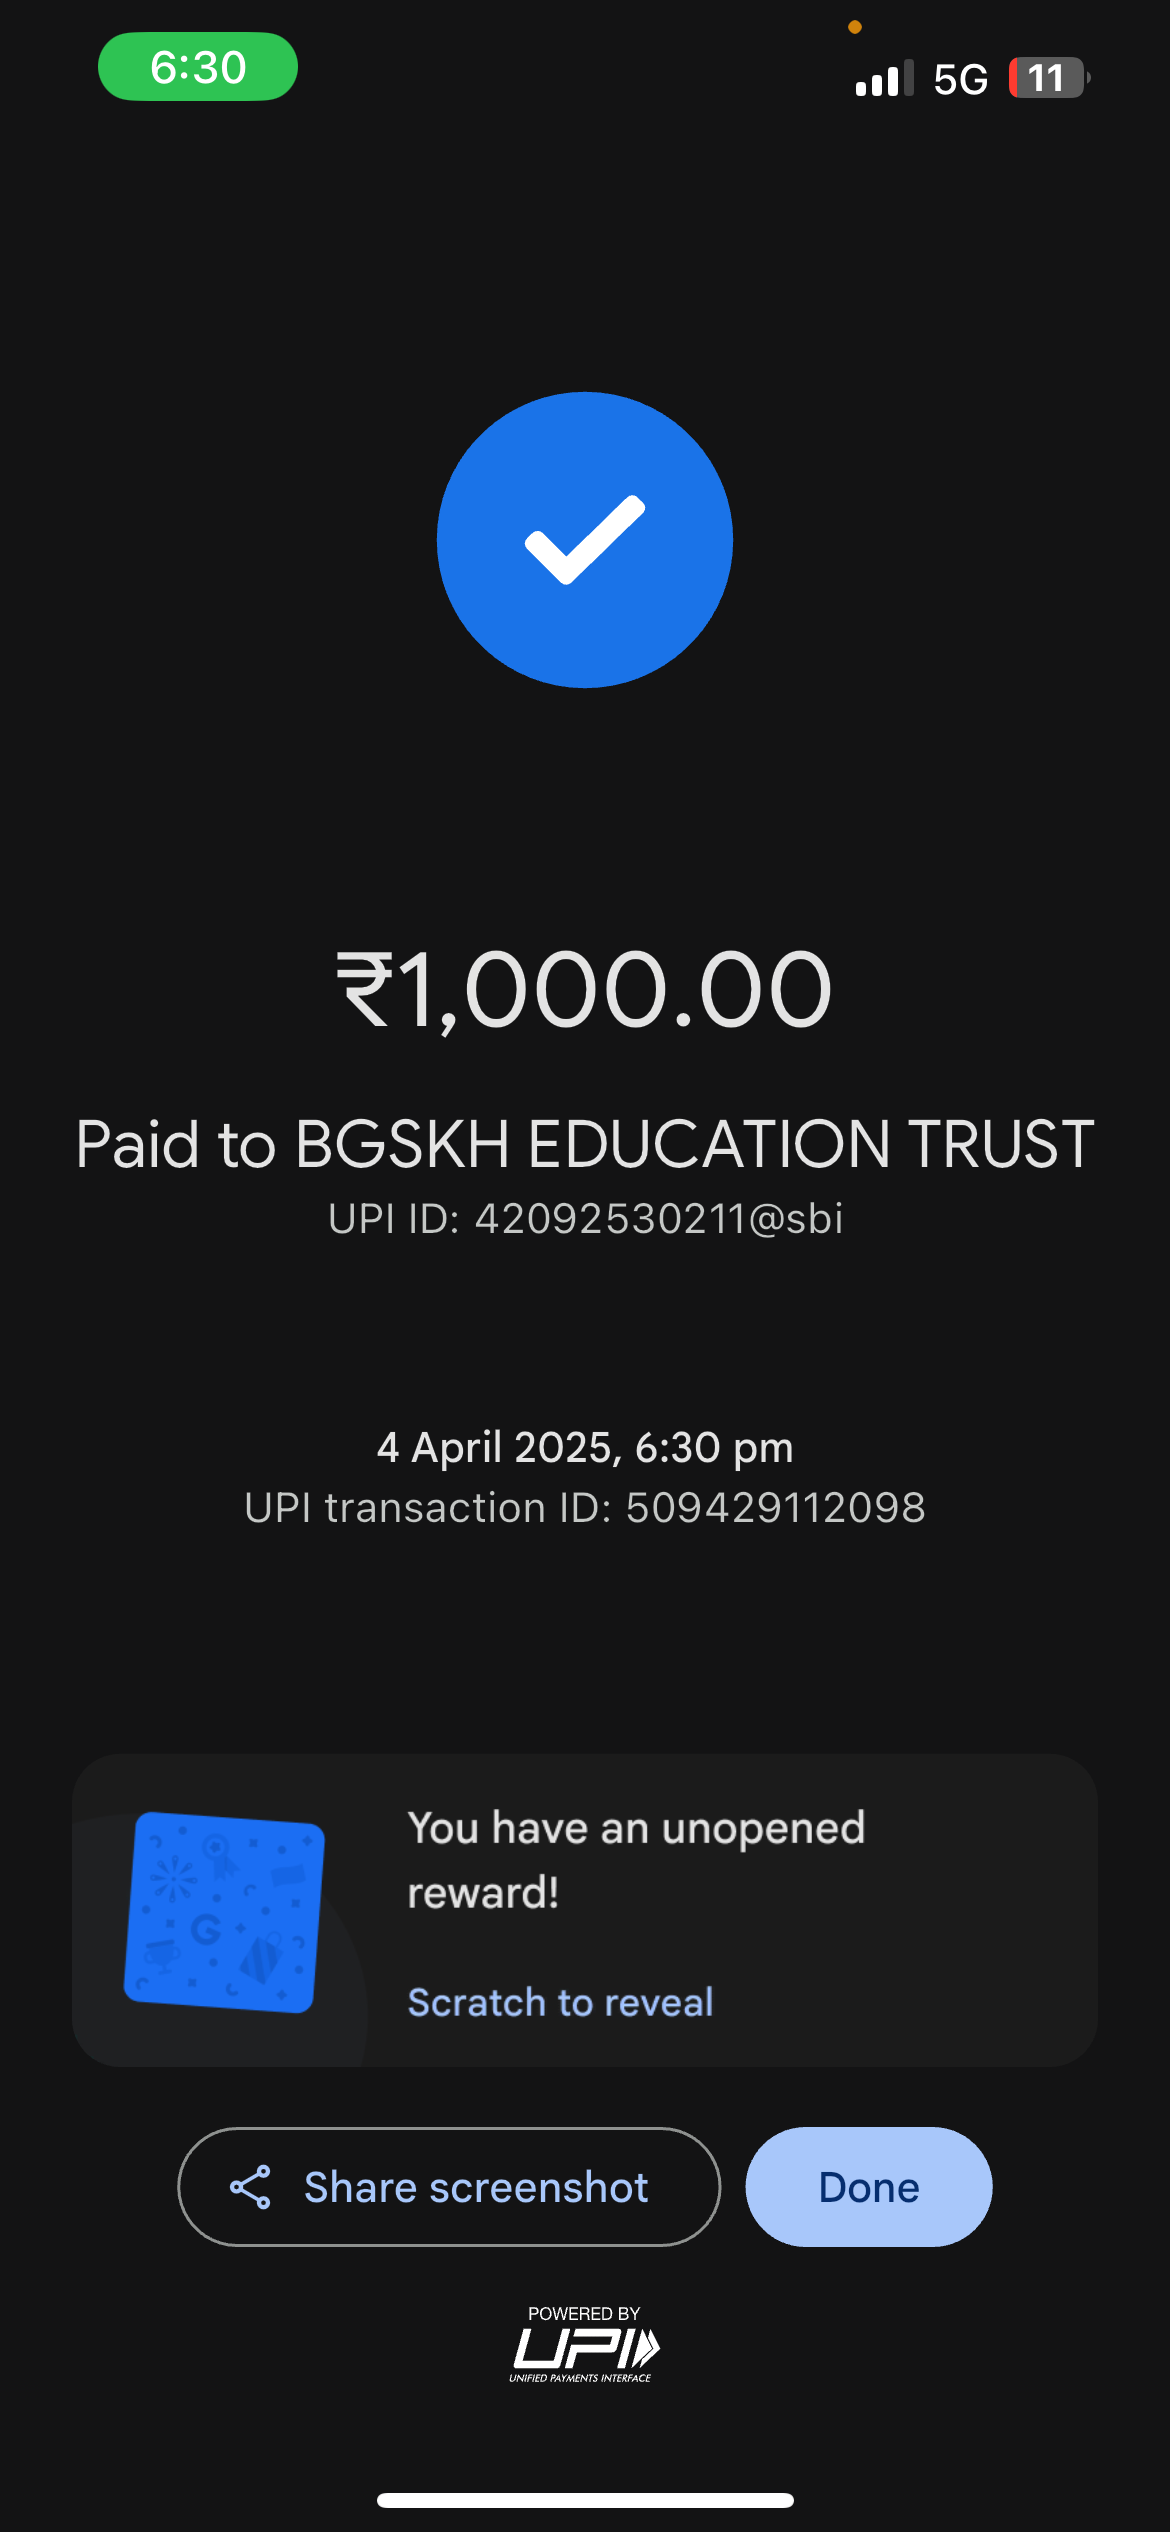 6:30
5G 11
₹1,000.00
Paid to BGSKH EDUCATION TRUST
UPI ID: 42092530211@sbi
4 April 2025, 6:30 pm
UPI transaction ID: 509429112098
You have an unopened
reward!
G
Scratch to reveal
Share screenshot
Done
POWERED BY
UPI
UNIFIED PAYMENTS INTERFACE